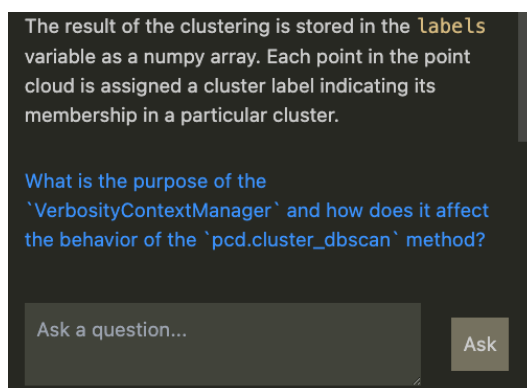 The result of the clustering is stored in the labels
variable as a numpy array. Each point in the point
cloud is assigned a cluster label indicating its
membership in a particular cluster.
What is the purpose of the
`VerbosityContextManager` and how does it affect
the behavior of the `pcd.cluster_dbscan` method?
Ask a question...
Ask